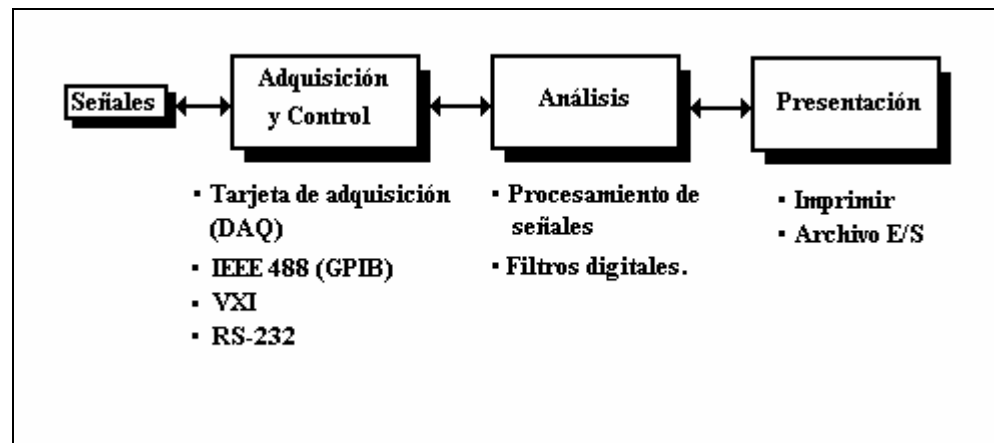 Señales
Adquisición
y Control
Análisis
Presentación
▪ Tarjeta de adquisición
(DAQ)
▪ IEEE 488 (GPIB)
▪ VXI
▪ RS-232
▪ Procesamiento de
señales
▪ Filtros digitales.
▪ Imprimir
▪ Archivo E/S